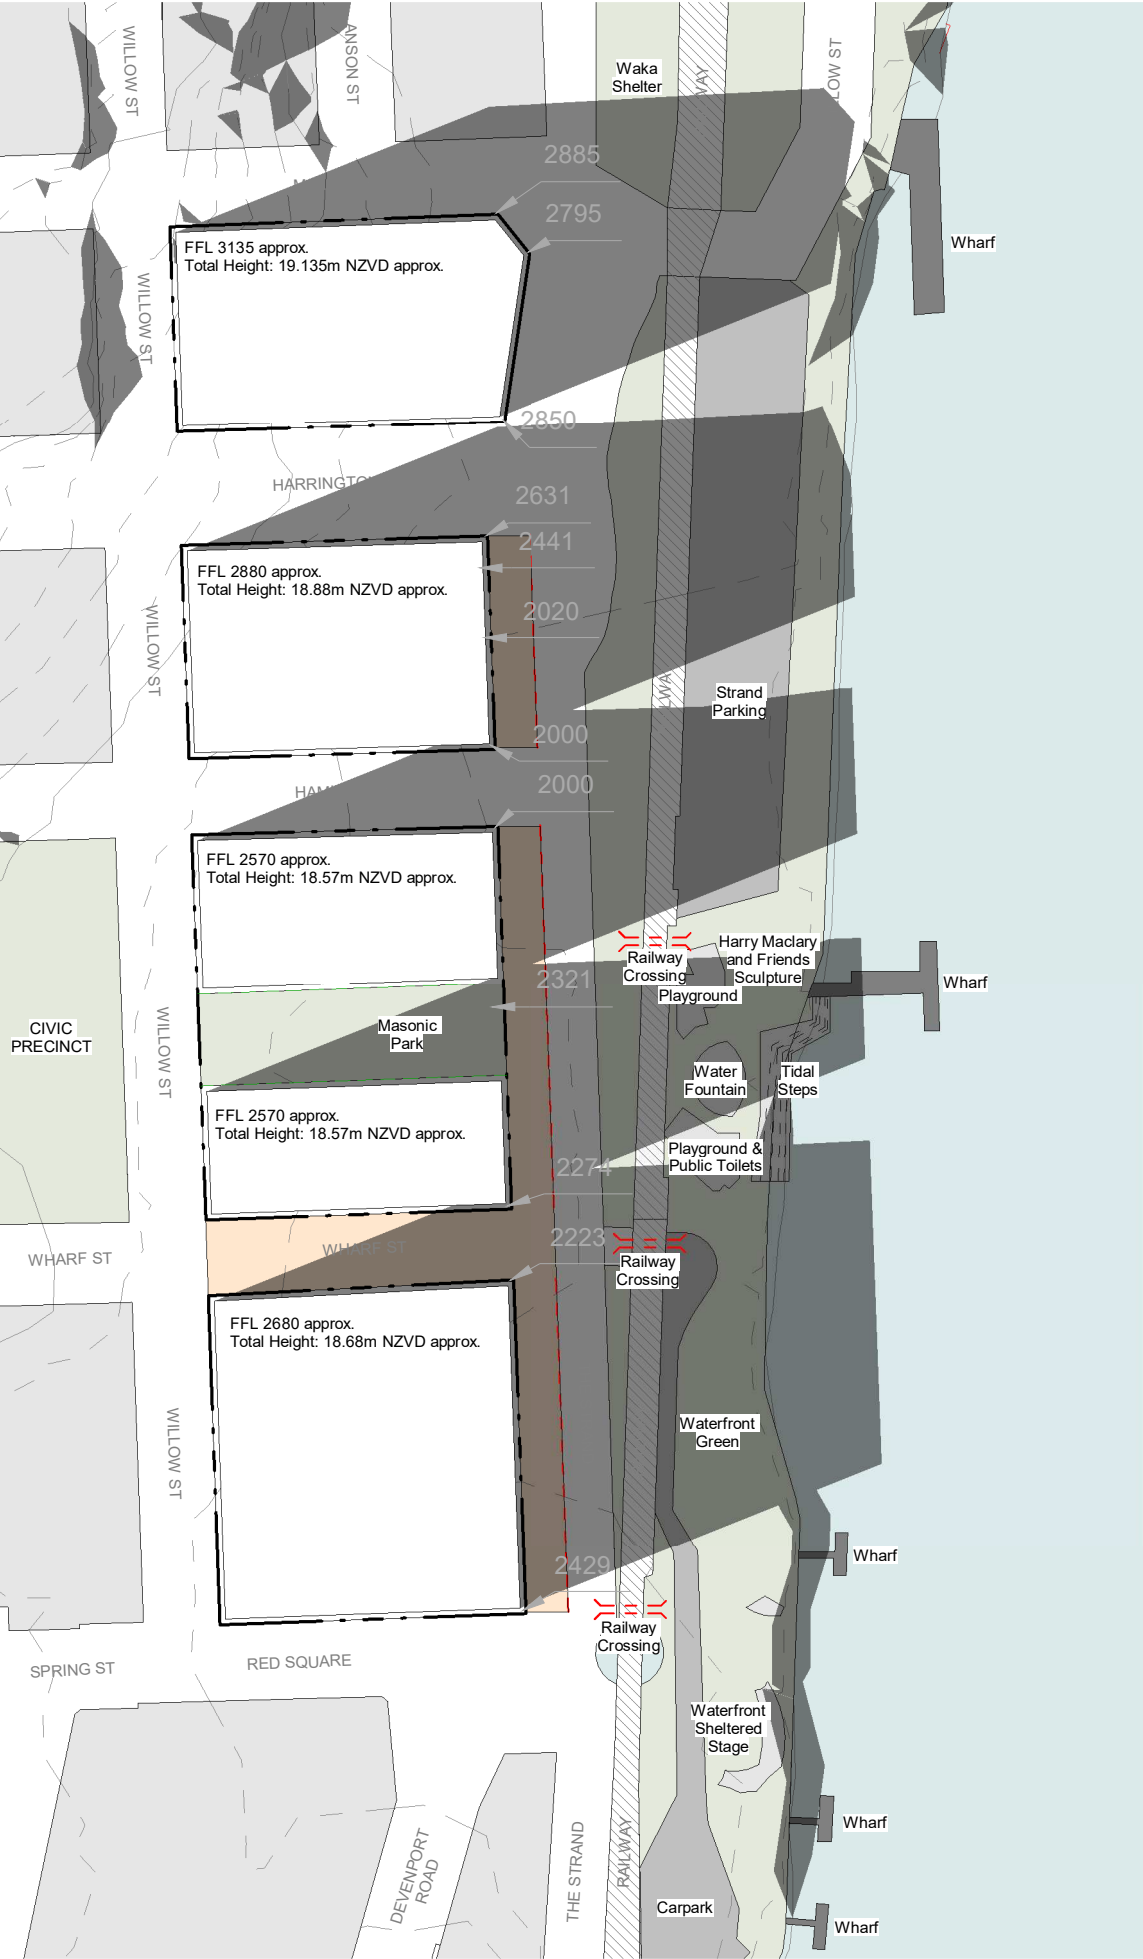 WILLOW ST
ANSON ST
Waka
Shelter
WAY
LOW ST
2885
2795
Wharf
FFL 3135 approx.
Total Height: 19.135m NZVD approx.
WILLOW ST
2850
HARRINGTO
2631
2441
FFL 2880 approx.
Total Height: 18.88m NZVD approx.
2020
WILLOW ST
LWA
Strand
Parking
2000
2000
HAM
FFL 2570 approx.
Total Height: 18.57m NZVD approx.
Harry Maclary
and Friends
Sculpture
Railway
Crossing
Playground
2321
Wharf
CIVIC
PRECINCT
WILLOW ST
Masonic
Park
Water
Fountain
Tidal
Steps
FFL 2570 approx.
Total Height: 18.57m NZVD approx.
Playground &
Public Toilets
2274
2223
WHARF ST
WHARF ST
Railway
Crossing
FFL 2680 approx.
Total Height: 18.68m NZVD approx.
WILLOW ST
Waterfront
Green
2429
Wharf
Railway
Crossing
SPRING ST
RED SQUARE
Waterfront
Sheltered
Stage
Wharf
DEVENPORT
ROAD
THE STRAND
RAILWAY
Carpark
Wharf